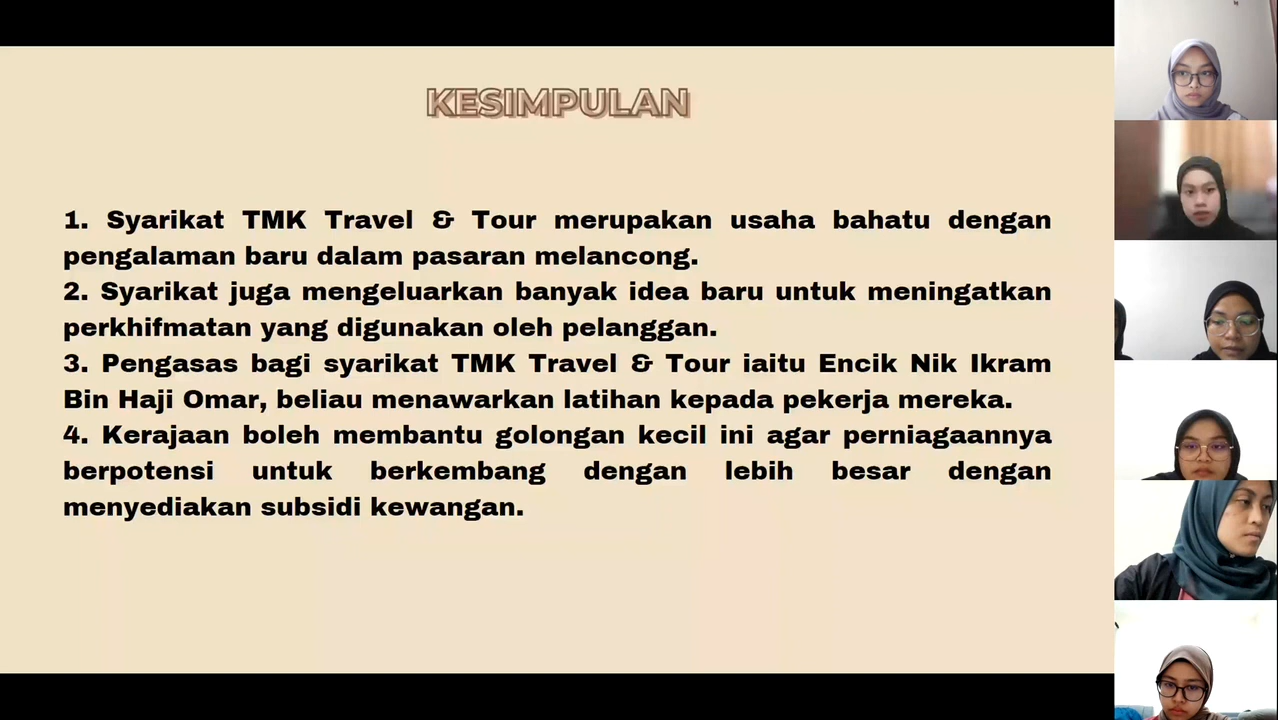 KESIMPULAN
1. Syarikat TMK Travel & Tour merupakan usaha bahatu dengan
pengalaman baru dalam pasaran melancong.
2. Syarikat juga mengeluarkan banyak idea baru untuk meningatkan
perkhifmatan yang digunakan oleh pelanggan.
3. Pengasas bagi syarikat TMK Travel & Tour iaitu Encik Nik Ikram
Bin Haji Omar, beliau menawarkan latihan kepada pekerja mereka.
4. Kerajaan boleh membantu golongan kecil ini agar perniagaannya
berpotensi untuk berkembang dengan lebih besar dengan
menyediakan subsidi kewangan.